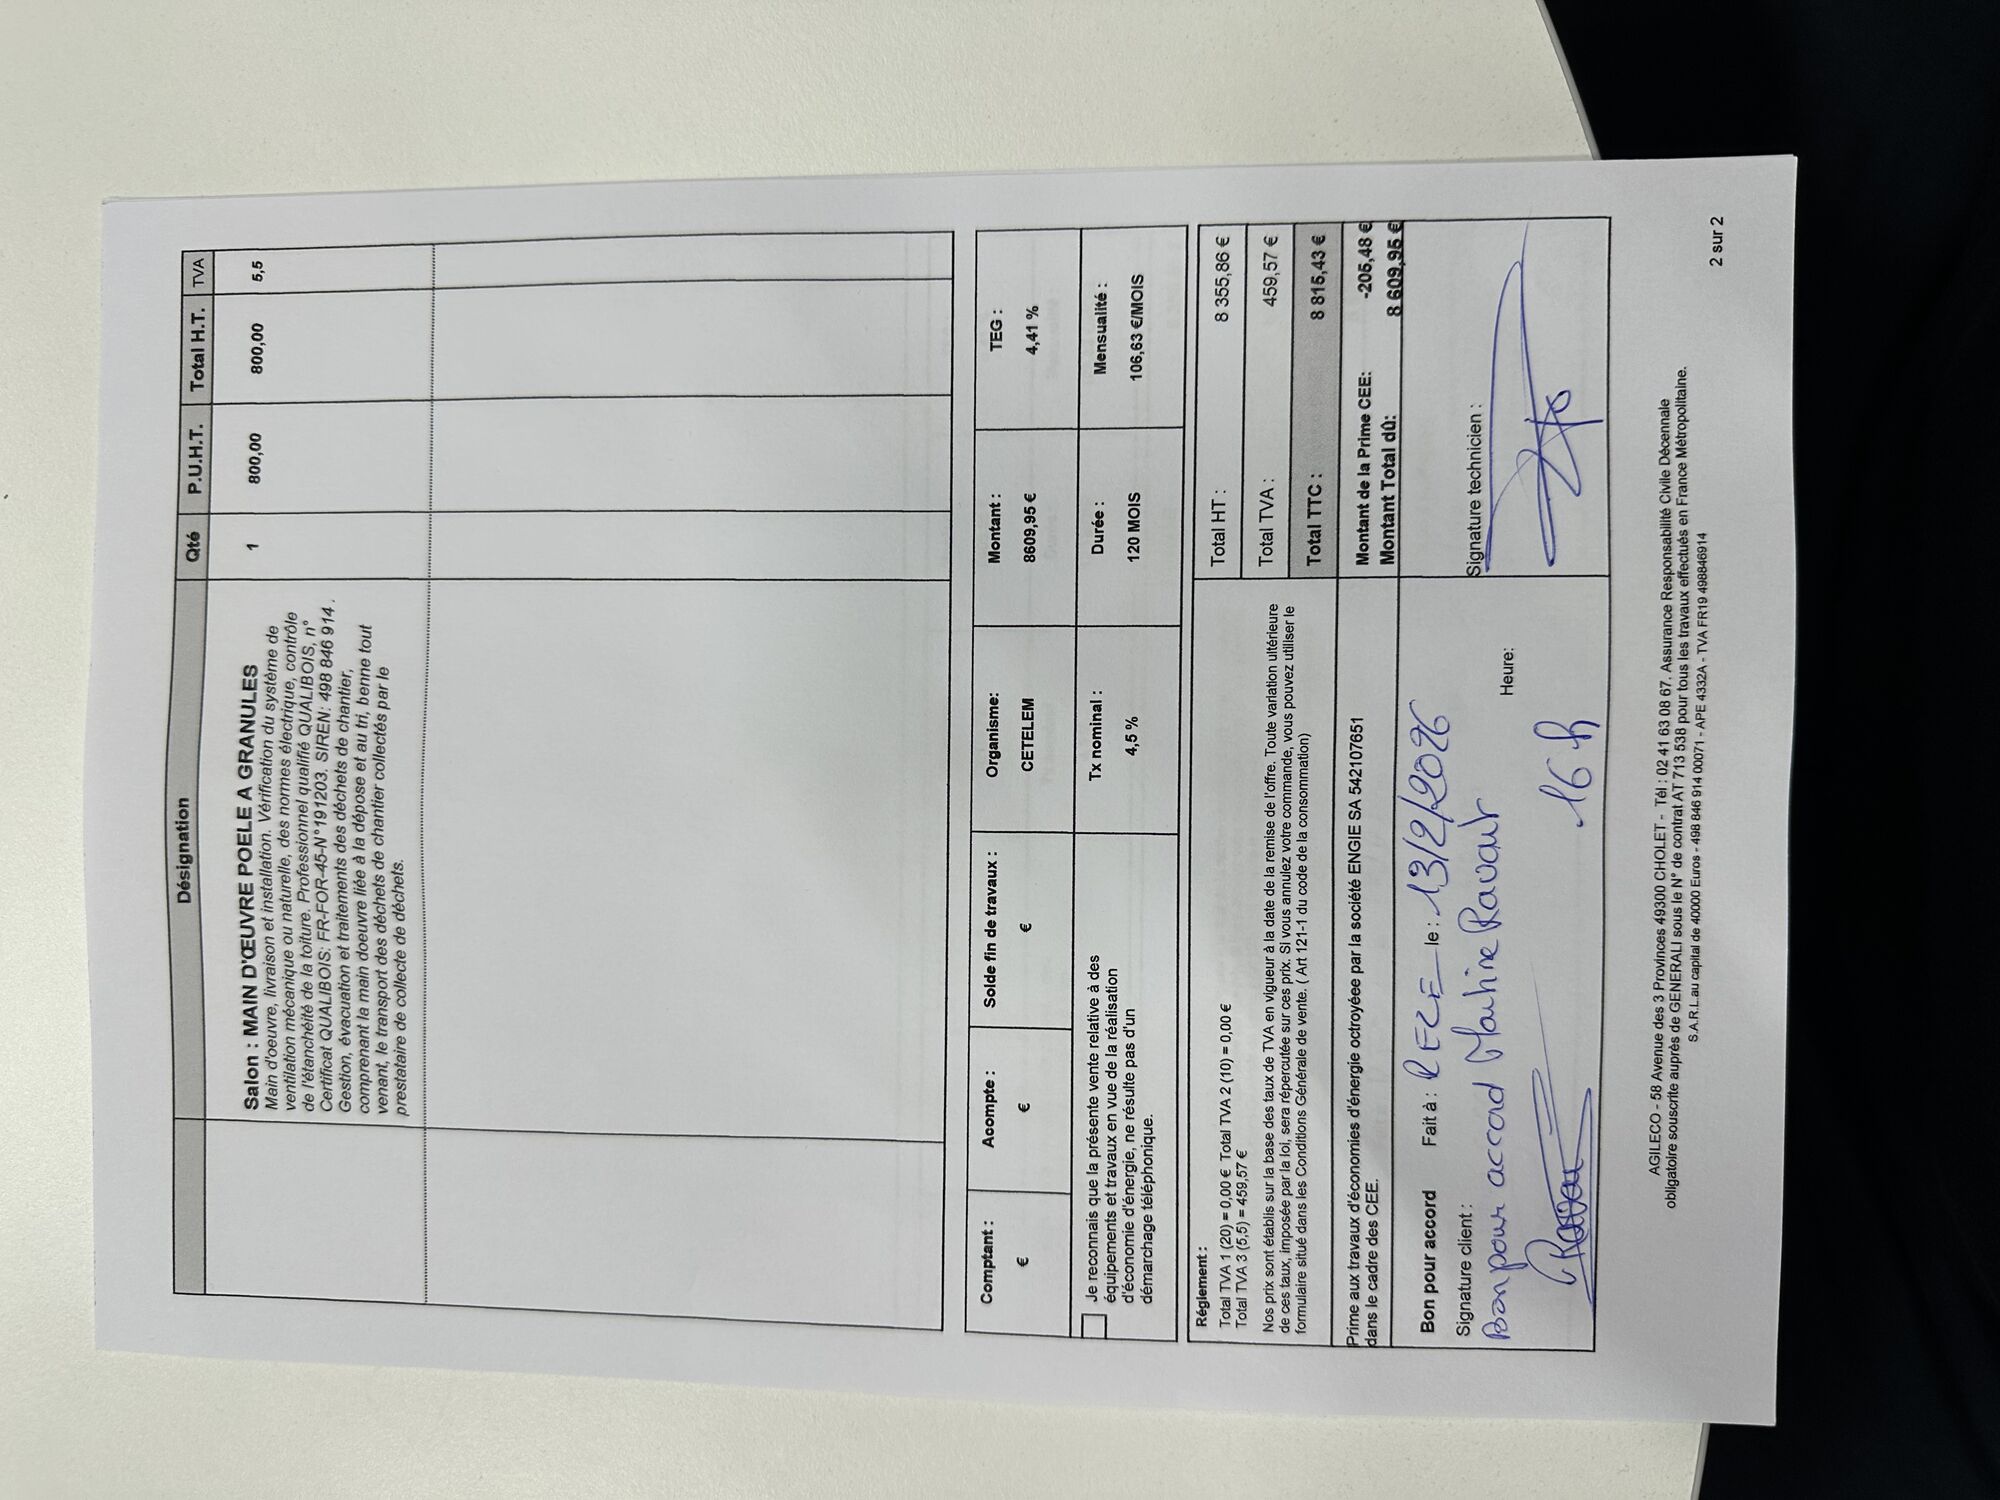 Désignation Qté P.U.H.T. Total H.T. TVA
Salon : MAIN D'ŒUVRE POELE A GRANULES 1 800,00 800,00 5,5
Main d'oeuvre, livraison et installation. Vérification du système de
ventilation mécanique ou naturelle, des normes électrique, contrôle
de l'étanchéité de la toiture. Professionnel qualifié QUALIBOIS, n°
Certificat QUALIBOIS: FR-FOR-45-N°191203. SIREN: 498 846 914.
Gestion, évacuation et traitements des déchets de chantier,
comprenant la main doeuvre liée à la dépose et au tri, benne tout
venant, le transport des déchets de chantier collectés par le
prestataire de collecte de déchets.
Comptant : Acompte : Solde fin de travaux : Organisme: Montant : TEG :
€ € € CETELEM 8609,95 € 4,41 %
Je reconnais que la présente vente relative à des
équipements et travaux en vue de la réalisation
d'économie d'énergie, ne résulte pas d'un
démarchage téléphonique.
Tx nominal : Durée : Mensualité :
4,5 % 120 MOIS 106,63 €/MOIS
Réglement :
Total TVA 1 (20) = 0,00 € Total TVA 2 (10) = 0,00 €
Total TVA 3 (5,5) = 459,57 €
Nos prix sont établis sur la base des taux de TVA en vigueur à la date de la remise de l'offre. Toute variation ultérieure
de ces taux, imposée par la loi, sera répercutée sur ces prix. Si vous annulez votre commande, vous pouvez utiliser le
formulaire situé dans les Conditions Générale de vente. ( Art 121-1 du code de la consommation)
Total HT : 8 355,86 €
Total TVA : 459,57 €
Total TTC : 8 815,43 €
Prime aux travaux d'économies d'énergie octroyéee par la société ENGIE SA 542107651
dans le cadre des CEE.
Montant de la Prime CEE: -205,48 €
Montant Total dû: 8 609,95 €
Bon pour accord Fait à : REZE le : 13/2/2026
Signature client :
Bon pour accord Martine Ravart
Heure:
16 h
Signature technicien :
AGILECO - 58 Avenue des 3 Provinces 49300 CHOLET - Tél : 02 41 63 08 67. Assurance Responsabilité Civile Décennale
obligatoire souscrite auprès de GENERALI sous le N° de contrat AT 713 538 pour tous les travaux effectués en France Métropolitaine.
S.A.R.L.au capital de 40000 Euros - 498 846 914 00071 - APE 4332A - TVA FR19 498846914
2 sur 2